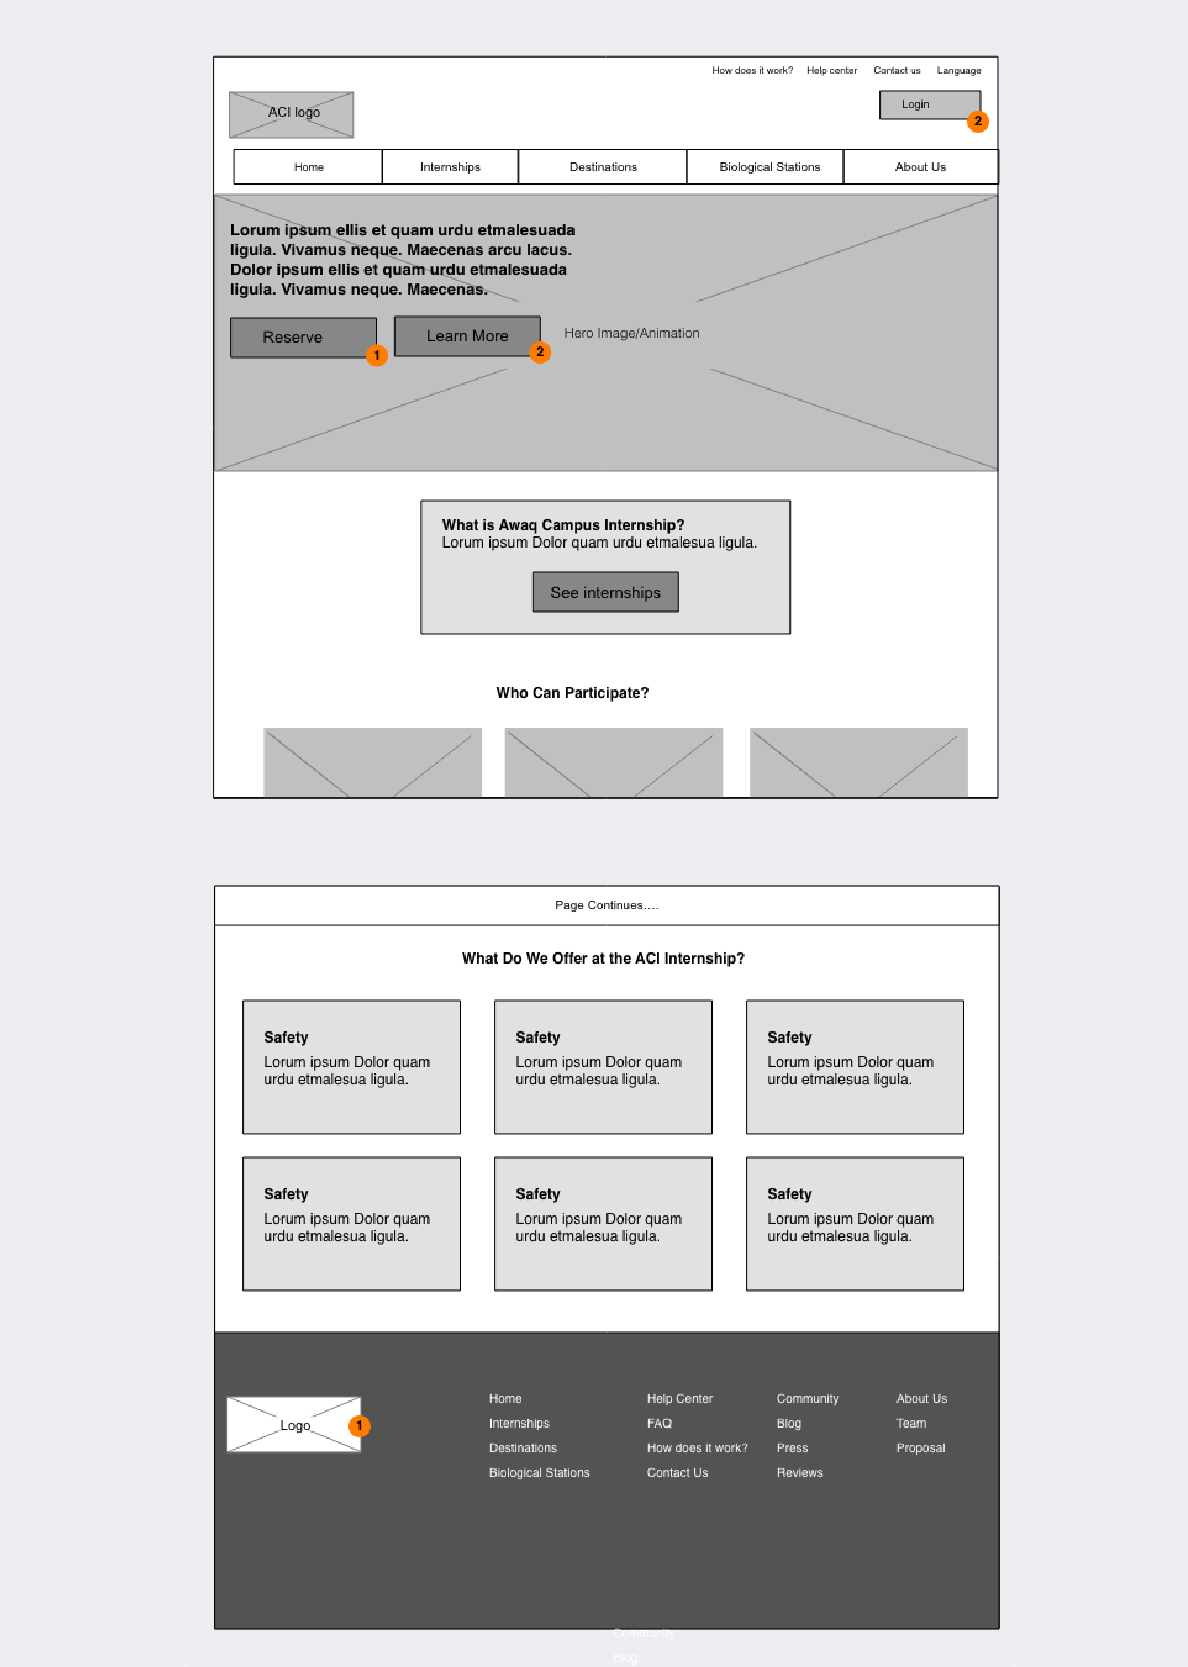 How does it work? Help center Contact us Language
ACI logo
Login
2
Home Internships Destinations Biological Stations About Us
Lorum ipsum ellis et quam urdu etmalesuada
ligula. Vivamus neque. Maecenas arcu lacus.
Dolor ipsum ellis et quam urdu etmalesuada
ligula. Vivamus neque. Maecenas.
Reserve
1
Learn More
2
Hero Image/Animation
What is Awaq Campus Internship?
Lorum ipsum Dolor quam urdu etmalesua ligula.
See internships
Who Can Participate?
Page Continues....
What Do We Offer at the ACI Internship?
Safety
Lorum ipsum Dolor quam
urdu etmalesua ligula.
Safety
Lorum ipsum Dolor quam
urdu etmalesua ligula.
Safety
Lorum ipsum Dolor quam
urdu etmalesua ligula.
Safety
Lorum ipsum Dolor quam
urdu etmalesua ligula.
Safety
Lorum ipsum Dolor quam
urdu etmalesua ligula.
Safety
Lorum ipsum Dolor quam
urdu etmalesua ligula.
Logo
1
Home
Internships
Destinations
Biological Stations
Help Center
FAQ
How does it work?
Contact Us
Community
Blog
Press
Reviews
About Us
Team
Proposal
Community
Blog